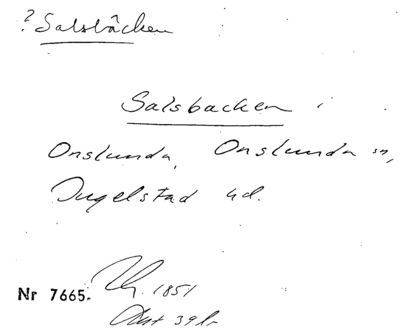 ? Salsbäcken
Salsbacken i
Onslunda, Onslunda sn,
Ingelstad hd.
Nr 7665. 1851